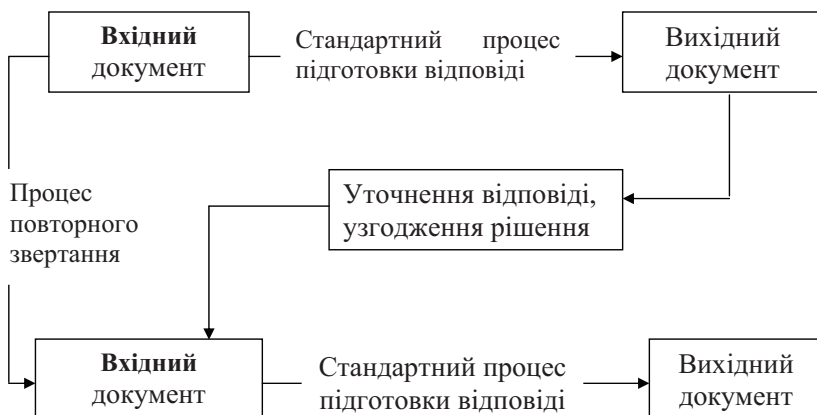 Вхідний
документ
Стандартний процес
підготовки відповіді
Вихідний
документ
Процес
повторного
звертання
Уточнення відповіді,
узгодження рішення
Вхідний
документ
Стандартний процес
підготовки відповіді
Вихідний
документ